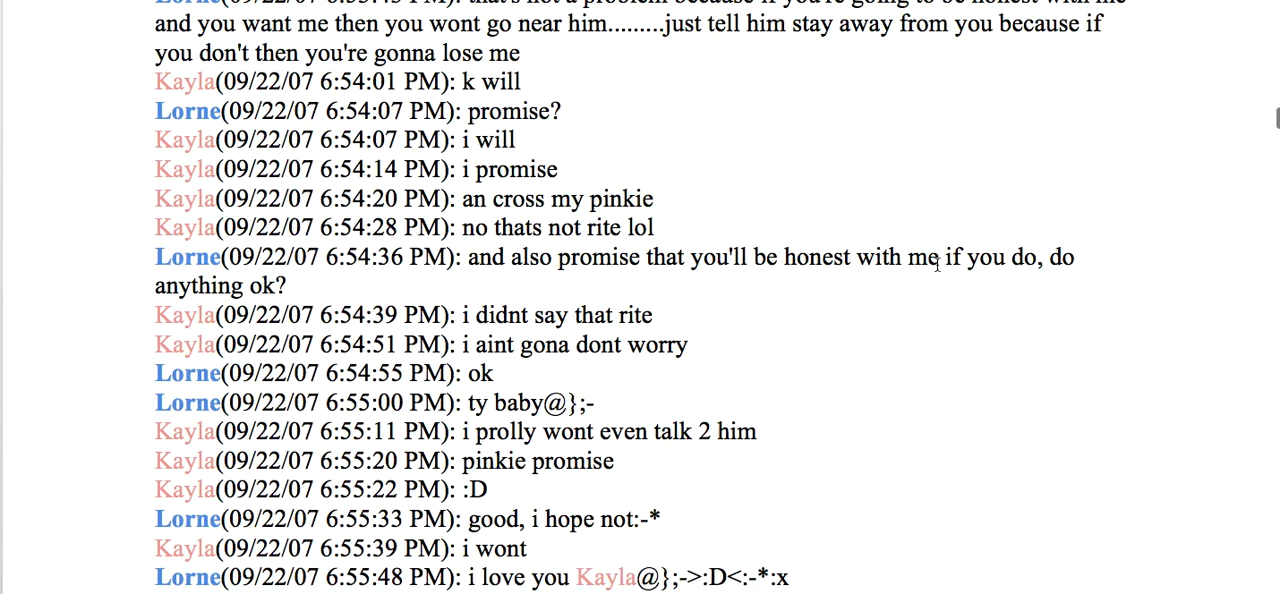 and you want me then you wont go near him.........just tell him stay away from you because if
you don't then you're gonna lose me
Kayla(09/22/07 6:54:01 PM): k will
Lorne(09/22/07 6:54:07 PM): promise?
Kayla(09/22/07 6:54:07 PM): i will
Kayla(09/22/07 6:54:14 PM): i promise
Kayla(09/22/07 6:54:20 PM): an cross my pinkie
Kayla(09/22/07 6:54:28 PM): no thats not rite lol
Lorne(09/22/07 6:54:36 PM): and also promise that you'll be honest with me if you do, do
anything ok?
Kayla(09/22/07 6:54:39 PM): i didnt say that rite
Kayla(09/22/07 6:54:51 PM): i aint gona dont worry
Lorne(09/22/07 6:54:55 PM): ok
Lorne(09/22/07 6:55:00 PM): ty baby@};-
Kayla(09/22/07 6:55:11 PM): i prolly wont even talk 2 him
Kayla(09/22/07 6:55:20 PM): pinkie promise
Kayla(09/22/07 6:55:22 PM): :D
Lorne(09/22/07 6:55:33 PM): good, i hope not:-*
Kayla(09/22/07 6:55:39 PM): i wont
Lorne(09/22/07 6:55:48 PM): i love you Kayla@};->:D<:-*:x